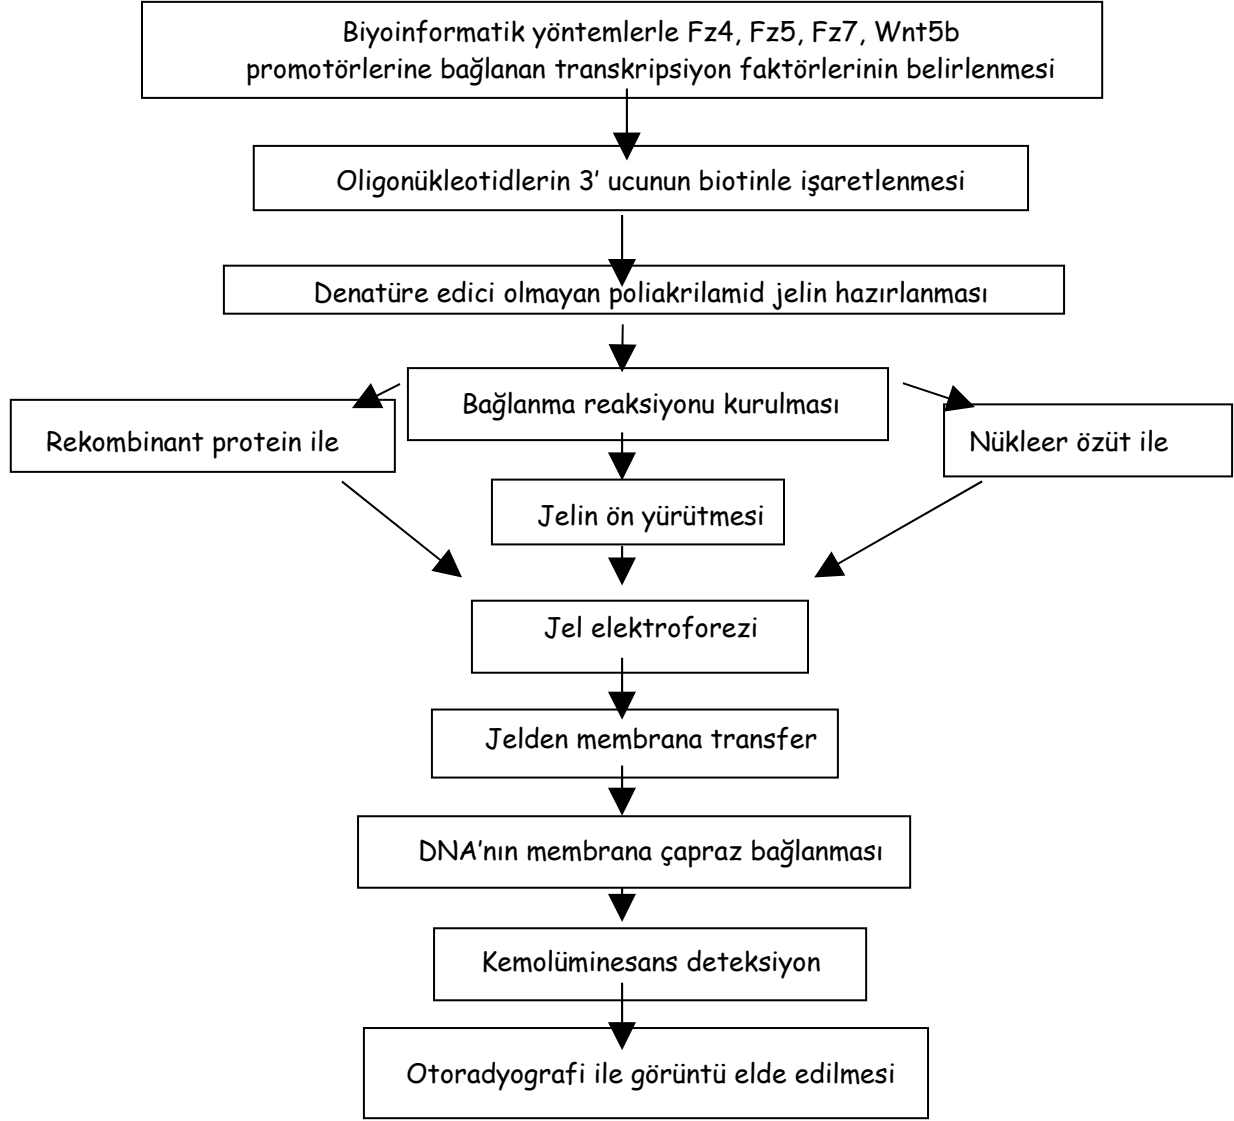 Biyoinformatik yöntemlerle Fz4, Fz5, Fz7, Wnt5b
promotörlerine bağlanan transkripsiyon faktörlerinin belirlenmesi
Oligonükleotidlerin 3’ ucunun biotinle işaretlenmesi
Denatüre edici olmayan poliakrilamid jelin hazırlanması
Bağlanma reaksiyonu kurulması
Rekombinant protein ile
Nükleer özüt ile
Jelin ön yürütmesi
Jel elektroforezi
Jelden membrana transfer
DNA’nın membrana çapraz bağlanması
Kemolüminesans deteksiyon
Otoradyografi ile görüntü elde edilmesi